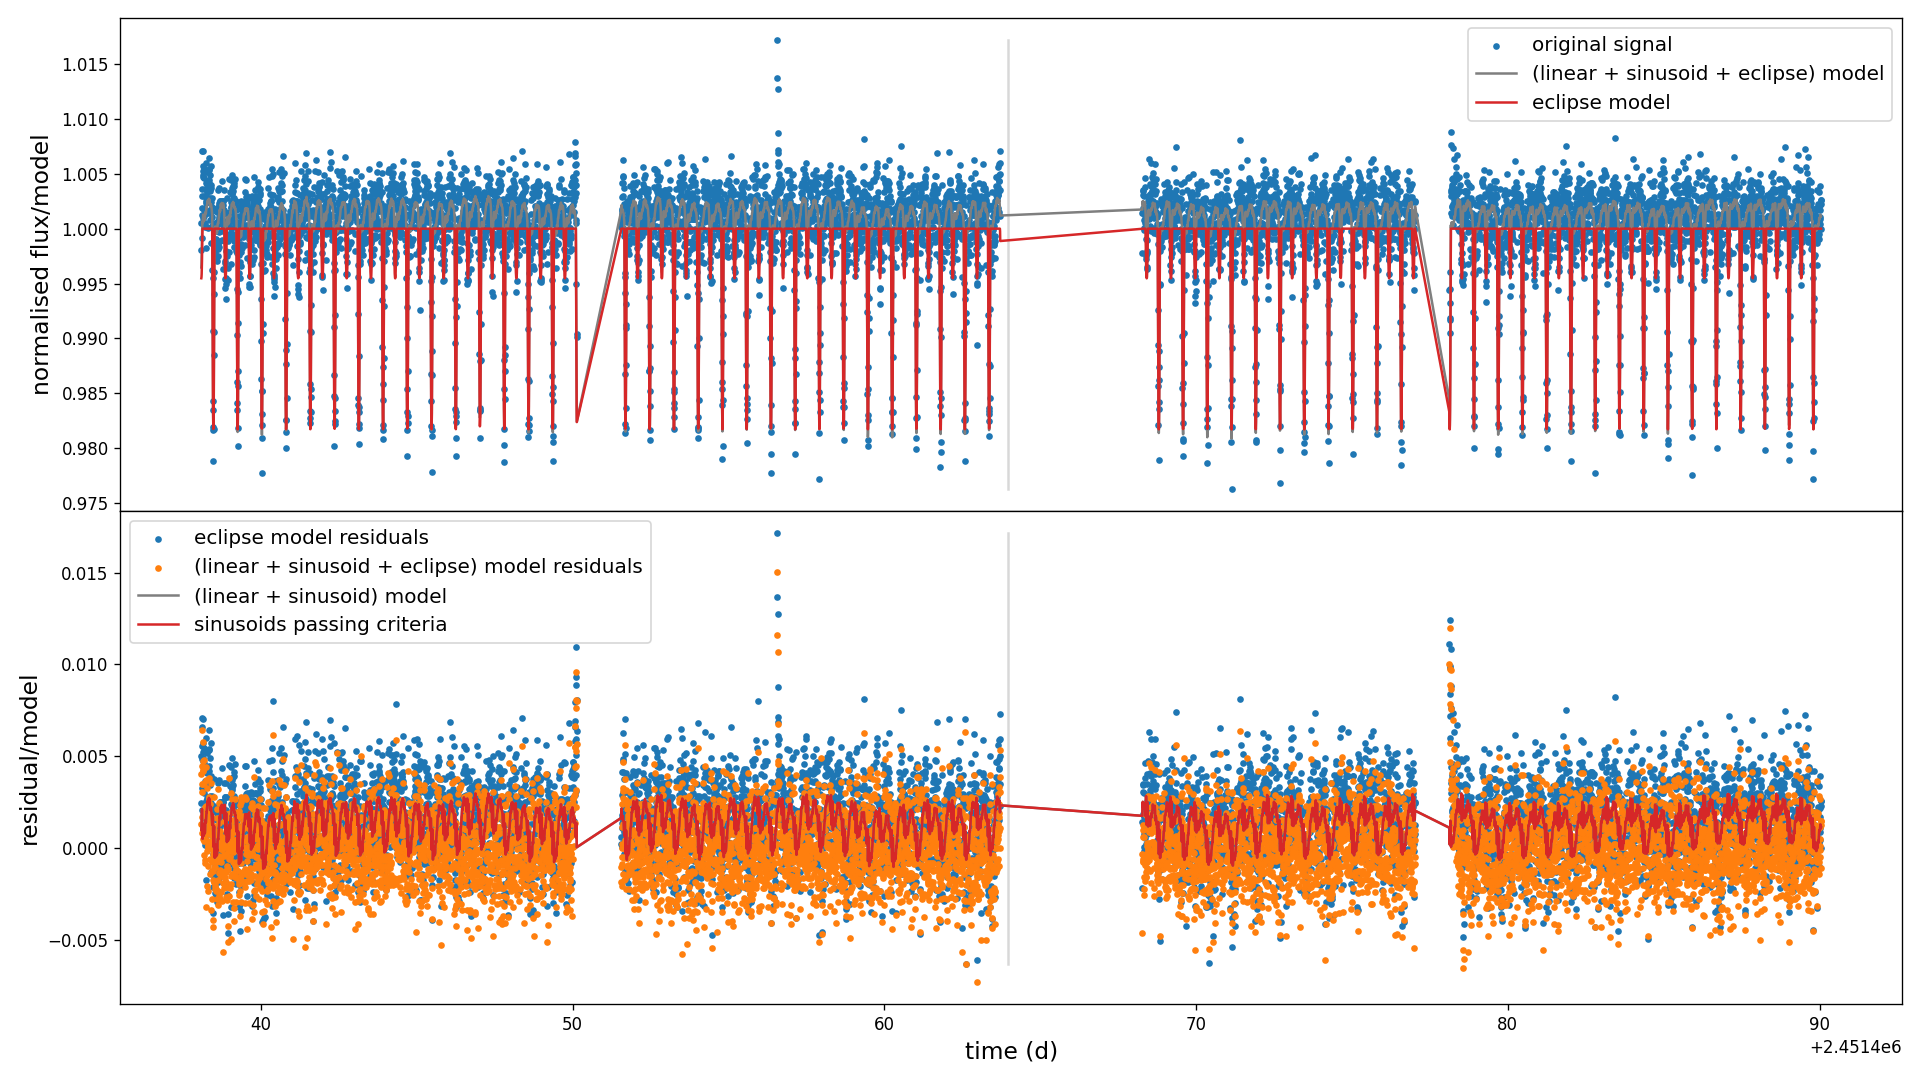 normalised flux/model
1.015
1.010
1.005
1.000
0.995
0.990
0.985
0.980
0.975
original signal
(linear + sinusoid + eclipse) model
eclipse model
residual/model
0.015
0.010
0.005
0.000
−0.005
eclipse model residuals
(linear + sinusoid + eclipse) model residuals
(linear + sinusoid) model
sinusoids passing criteria
40
50
60
70
80
90
time (d)
+2.4514e6